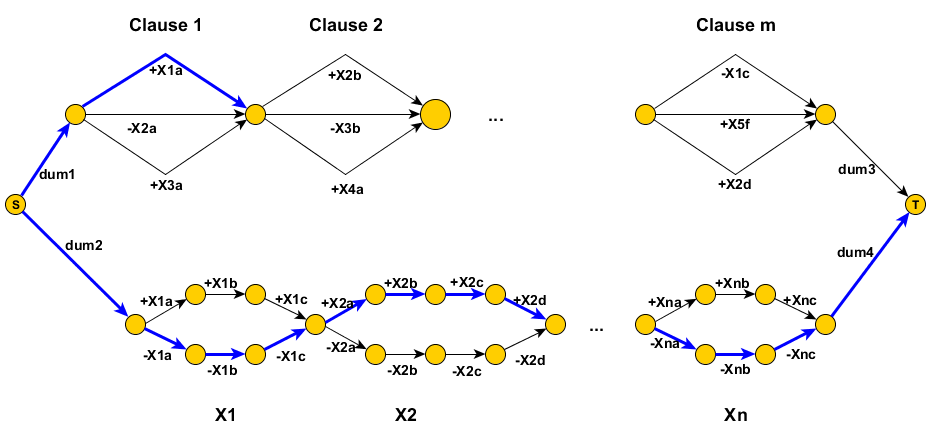 Clause 1 Clause 2 Clause m
+X1a +X2b -X1c
-X2a -X3b ... +X5f
+X3a +X4a +X2d
dum1 dum3
S T
dum2 dum4
+X1a +X1b +X1c +X2a +X2b +X2c +X2d +Xna +Xnb +Xnc
...
-X1a -X1b -X1c -X2a -X2b -X2c -X2d -Xna -Xnb -Xnc
X1 X2 Xn